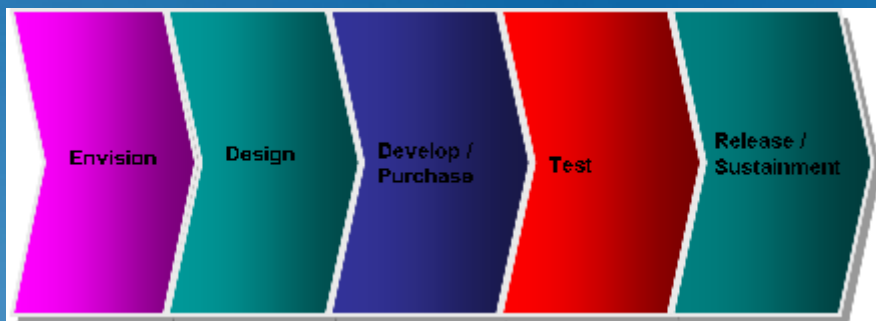 Envision
Design
Develop /
Purchase
Test
Release /
Sustainment